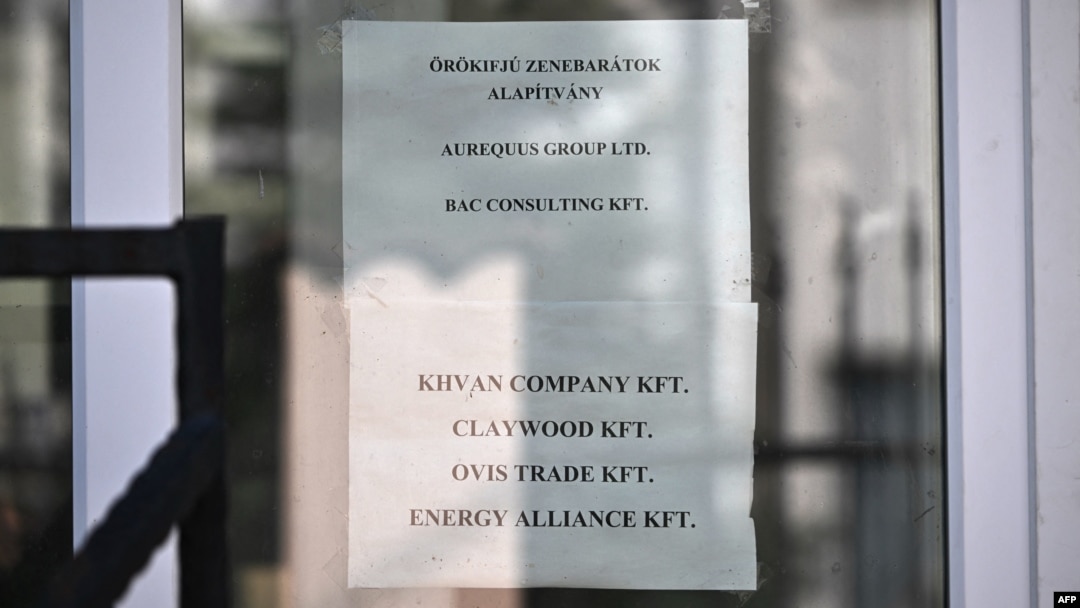 ÖRÖKIFJÚ ZENEBARÁTOK
ALAPÍTVÁNY
AUREQUUS GROUP LTD.
BAC CONSULTING KFT.
KHVAN COMPANY KFT.
CLAYWOOD KFT.
OVIS TRADE KFT.
ENERGY ALLIANCE KFT.
AFP